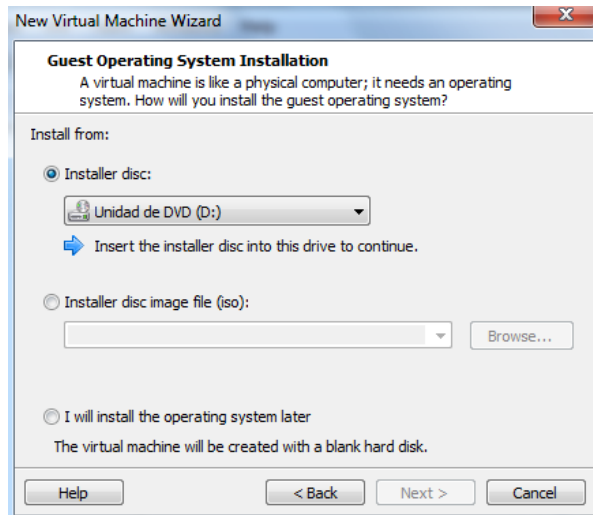 New Virtual Machine Wizard
Guest Operating System Installation
A virtual machine is like a physical computer; it needs an operating
system. How will you install the guest operating system?
Install from:
Installer disc:
Unidad de DVD (D:)
Insert the installer disc into this drive to continue.
Installer disc image file (iso):
Browse...
I will install the operating system later
The virtual machine will be created with a blank hard disk.
Help
< Back
Next >
Cancel